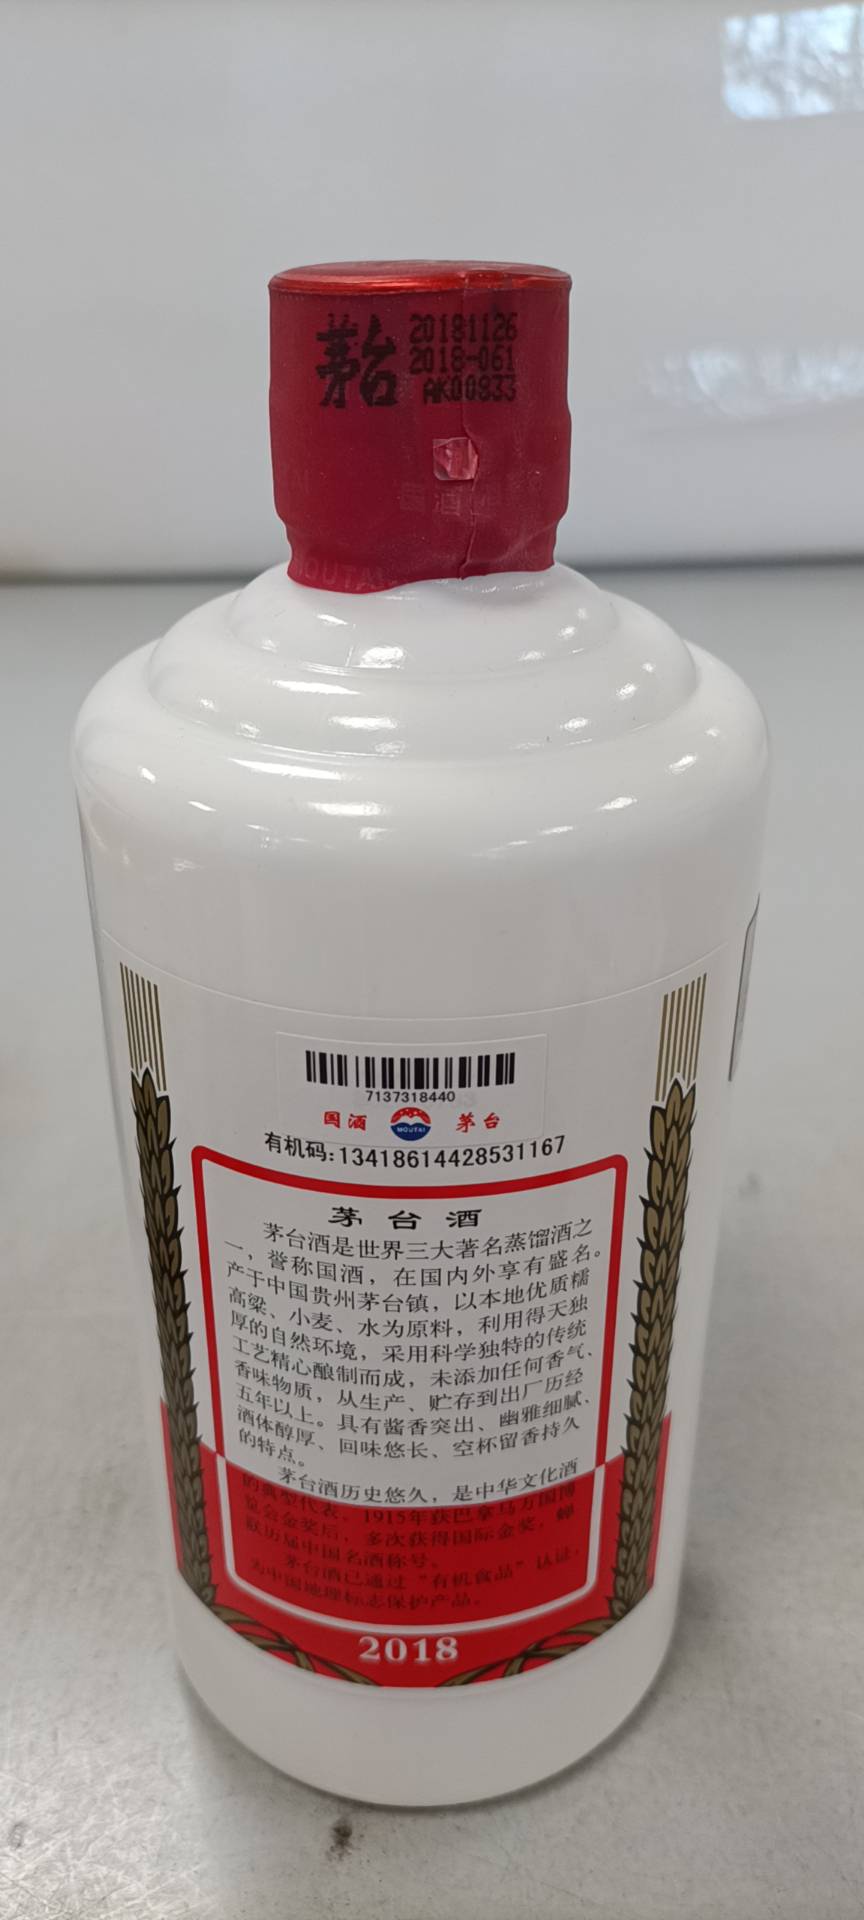 茅台
20181126
2018-061
AK00833
国酒
MOUTAI
7137318440
国酒 MOUTAI 茅台
有机码:13418614428531167
茅台酒
茅台酒是世界三大著名蒸馏酒之
一，誉称国酒，在国内外享有盛名。
产于中国贵州茅台镇，以本地优质糯
高粱、小麦、水为原料，利用得天独
厚的自然环境，采用科学独特的传统
工艺精心酿制而成，未添加任何香气、
香味物质，从生产、贮存到出厂历经
五年以上。具有酱香突出、幽雅细腻、
酒体醇厚、回味悠长、空杯留香持久
的特点。
茅台酒历史悠久，是中华文化酒
的典型代表。1915年获巴拿马万国博
览会金奖后，多次获得国际金奖，蝉
联历届中国名酒称号。
茅台酒已通过“有机食品”认证，
为中国地理标志保护产品。
2018